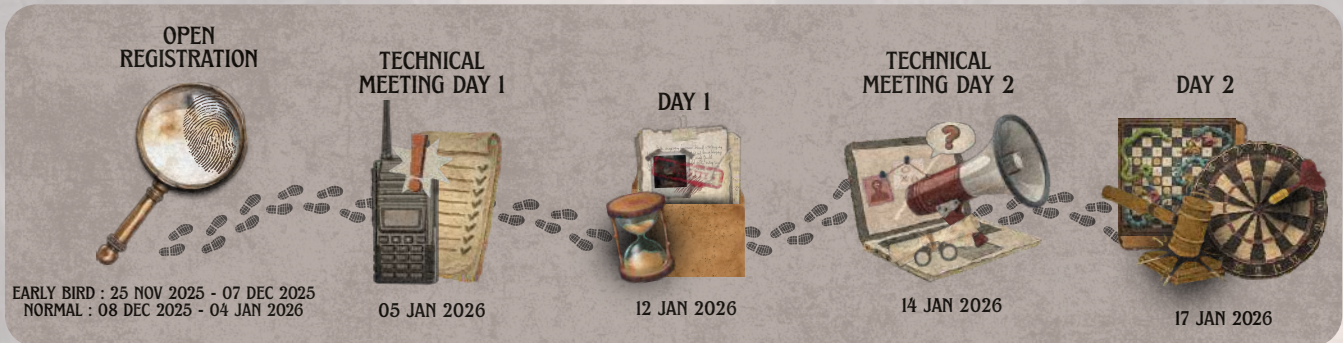 OPEN
REGISTRATION
EARLY BIRD : 25 NOV 2025 - 07 DEC 2025
NORMAL : 08 DEC 2025 - 04 JAN 2026
TECHNICAL
MEETING DAY 1
05 JAN 2026
DAY 1
12 JAN 2026
TECHNICAL
MEETING DAY 2
?
14 JAN 2026
DAY 2
17 JAN 2026